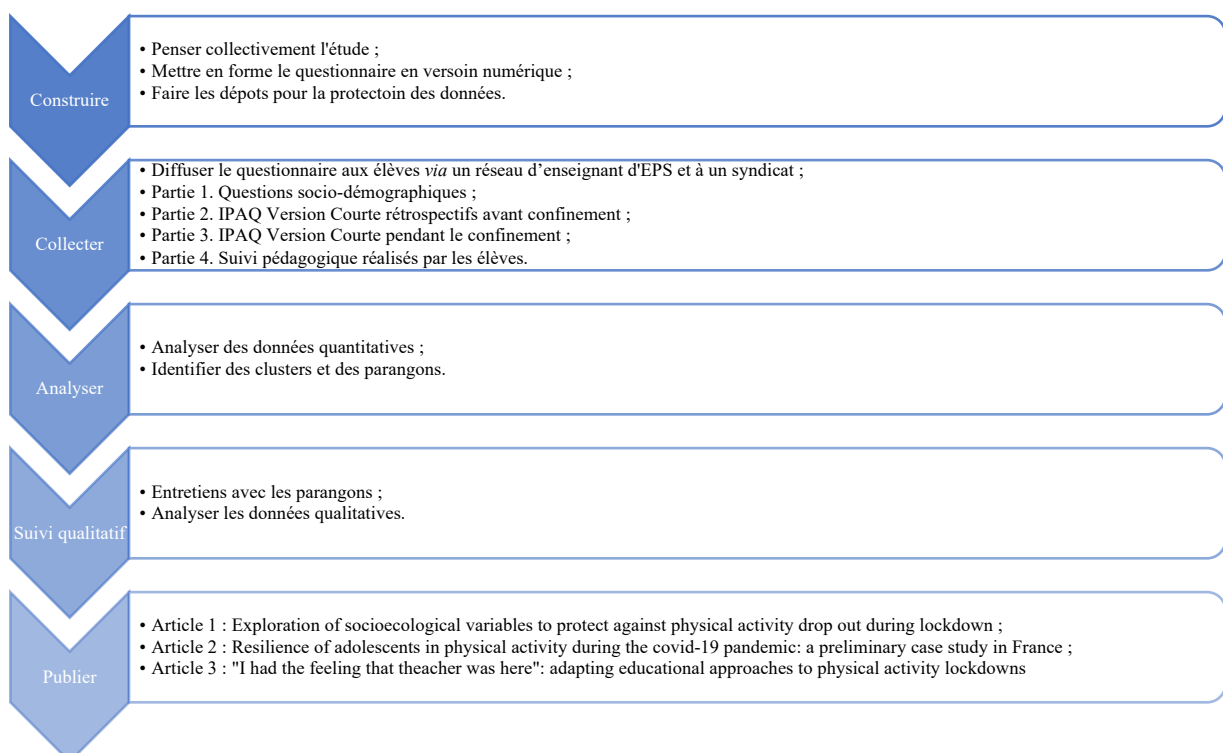 Construire
• Penser collectivement l'étude ;
• Mettre en forme le questionnaire en versoin numérique ;
• Faire les dépots pour la protectoin des données.
Collecter
• Diffuser le questionnaire aux élèves via un réseau d’enseignant d'EPS et à un syndicat ;
• Partie 1. Questions socio-démographiques ;
• Partie 2. IPAQ Version Courte rétrospectifs avant confinement ;
• Partie 3. IPAQ Version Courte pendant le confinement ;
• Partie 4. Suivi pédagogique réalisés par les élèves.
Analyser
• Analyser des données quantitatives ;
• Identifier des clusters et des parangons.
Suivi qualitatif
• Entretiens avec les parangons ;
• Analyser les données qualitatives.
Publier
• Article 1 : Exploration of socioecological variables to protect against physical activity drop out during lockdown ;
• Article 2 : Resilience of adolescents in physical activity during the covid-19 pandemic: a preliminary case study in France ;
• Article 3 : "I had the feeling that theacher was here": adapting educational approaches to physical activity lockdowns